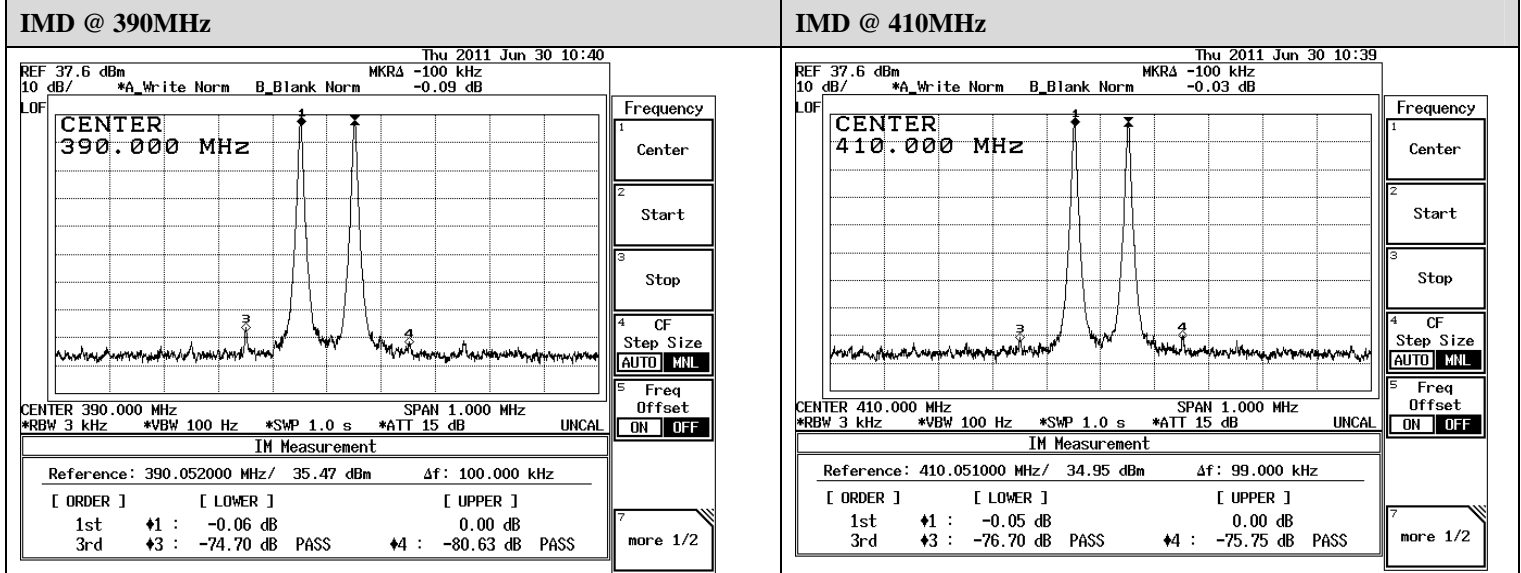 IMD @ 390MHz
Thu 2011 Jun 30 10:40
REF 37.6 dBm MKRΔ -100 kHz
10 dB/ *A_Write Norm B_Blank Norm -0.09 dB
LOF
CENTER
390.000 MHz
1
3
4
CENTER 390.000 MHz SPAN 1.000 MHz
*RBW 3 kHz *VBW 100 Hz *SWP 1.0 s *ATT 15 dB UNCAL
IM Measurement
Reference: 390.052000 MHz/ 35.47 dBm Δf: 100.000 kHz
[ ORDER ] [ LOWER ] [ UPPER ]
1st ♦1 : -0.06 dB 0.00 dB
3rd ♦3 : -74.70 dB PASS ♦4 : -80.63 dB PASS
Frequency
1
Center
2
Start
3
Stop
4 CF
Step Size
AUTO MNL
5 Freq
Offset
ON OFF
7
more 1/2
IMD @ 410MHz
Thu 2011 Jun 30 10:39
REF 37.6 dBm MKRΔ -100 kHz
10 dB/ *A_Write Norm B_Blank Norm -0.03 dB
LOF
CENTER
410.000 MHz
1
3
4
CENTER 410.000 MHz SPAN 1.000 MHz
*RBW 3 kHz *VBW 100 Hz *SWP 1.0 s *ATT 15 dB UNCAL
IM Measurement
Reference: 410.051000 MHz/ 34.95 dBm Δf: 99.000 kHz
[ ORDER ] [ LOWER ] [ UPPER ]
1st ♦1 : -0.05 dB 0.00 dB
3rd ♦3 : -76.70 dB PASS ♦4 : -75.75 dB PASS
Frequency
1
Center
2
Start
3
Stop
4 CF
Step Size
AUTO MNL
5 Freq
Offset
ON OFF
7
more 1/2